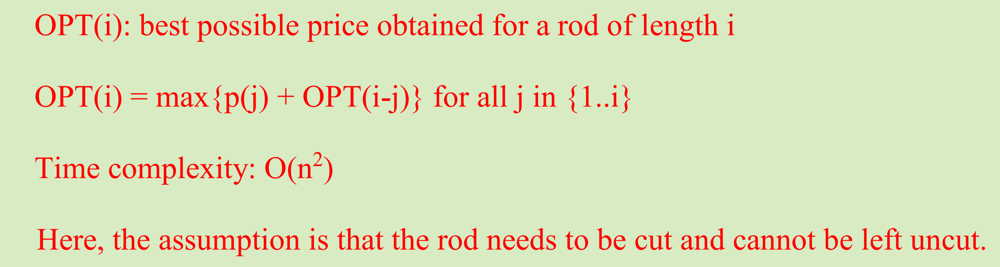 OPT(i): best possible price obtained for a rod of length i
OPT(i) = max{p(j) + OPT(i-j)} for all j in {1..i}
Time complexity: O(n²)
Here, the assumption is that the rod needs to be cut and cannot be left uncut.